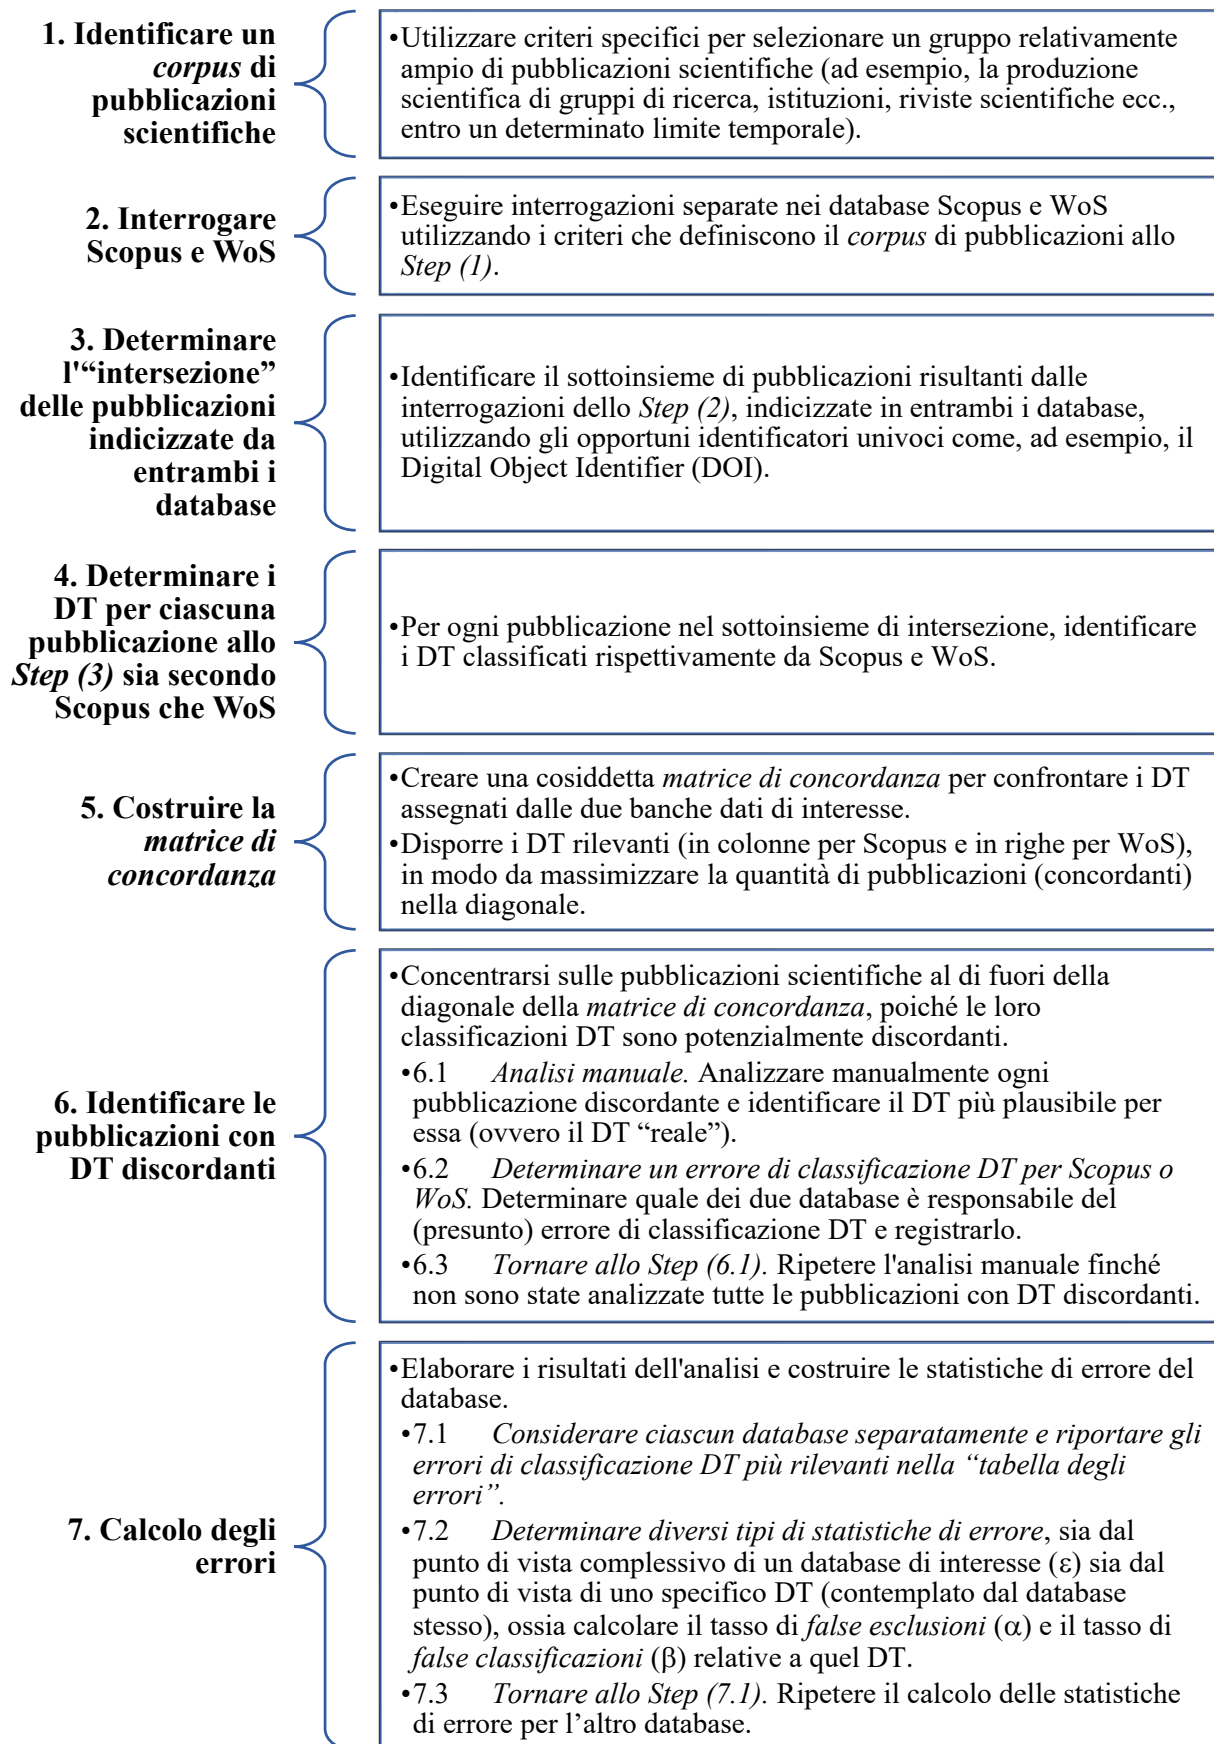 1. Identificare un
corpus di
pubblicazioni
scientifiche
•Utilizzare criteri specifici per selezionare un gruppo relativamente
ampio di pubblicazioni scientifiche (ad esempio, la produzione
scientifica di gruppi di ricerca, istituzioni, riviste scientifiche ecc.,
entro un determinato limite temporale).
2. Interrogare
Scopus e WoS
•Eseguire interrogazioni separate nei database Scopus e WoS
utilizzando i criteri che definiscono il corpus di pubblicazioni allo
Step (1).
3. Determinare
l'“intersezione”
delle pubblicazioni
indicizzate da
entrambi i
database
•Identificare il sottoinsieme di pubblicazioni risultanti dalle
interrogazioni dello Step (2), indicizzate in entrambi i database,
utilizzando gli opportuni identificatori univoci come, ad esempio, il
Digital Object Identifier (DOI).
4. Determinare i
DT per ciascuna
pubblicazione allo
Step (3) sia secondo
Scopus che WoS
•Per ogni pubblicazione nel sottoinsieme di intersezione, identificare
i DT classificati rispettivamente da Scopus e WoS.
5. Costruire la
matrice di
concordanza
•Creare una cosiddetta matrice di concordanza per confrontare i DT
assegnati dalle due banche dati di interesse.
•Disporre i DT rilevanti (in colonne per Scopus e in righe per WoS),
in modo da massimizzare la quantità di pubblicazioni (concordanti)
nella diagonale.
6. Identificare le
pubblicazioni con
DT discordanti
•Concentrarsi sulle pubblicazioni scientifiche al di fuori della
diagonale della matrice di concordanza, poiché le loro
classificazioni DT sono potenzialmente discordanti.
•6.1 Analisi manuale. Analizzare manualmente ogni
pubblicazione discordante e identificare il DT più plausibile per
essa (ovvero il DT “reale”).
•6.2 Determinare un errore di classificazione DT per Scopus o
WoS. Determinare quale dei due database è responsabile del
(presunto) errore di classificazione DT e registrarlo.
•6.3 Tornare allo Step (6.1). Ripetere l'analisi manuale finché
non sono state analizzate tutte le pubblicazioni con DT discordanti.
7. Calcolo degli
errori
•Elaborare i risultati dell'analisi e costruire le statistiche di errore del
database.
•7.1 Considerare ciascun database separatamente e riportare gli
errori di classificazione DT più rilevanti nella “tabella degli
errori”.
•7.2 Determinare diversi tipi di statistiche di errore, sia dal
punto di vista complessivo di un database di interesse (ε) sia dal
punto di vista di uno specifico DT (contemplato dal database
stesso), ossia calcolare il tasso di false esclusioni (α) e il tasso di
false classificazioni (β) relative a quel DT.
•7.3 Tornare allo Step (7.1). Ripetere il calcolo delle statistiche
di errore per l’altro database.